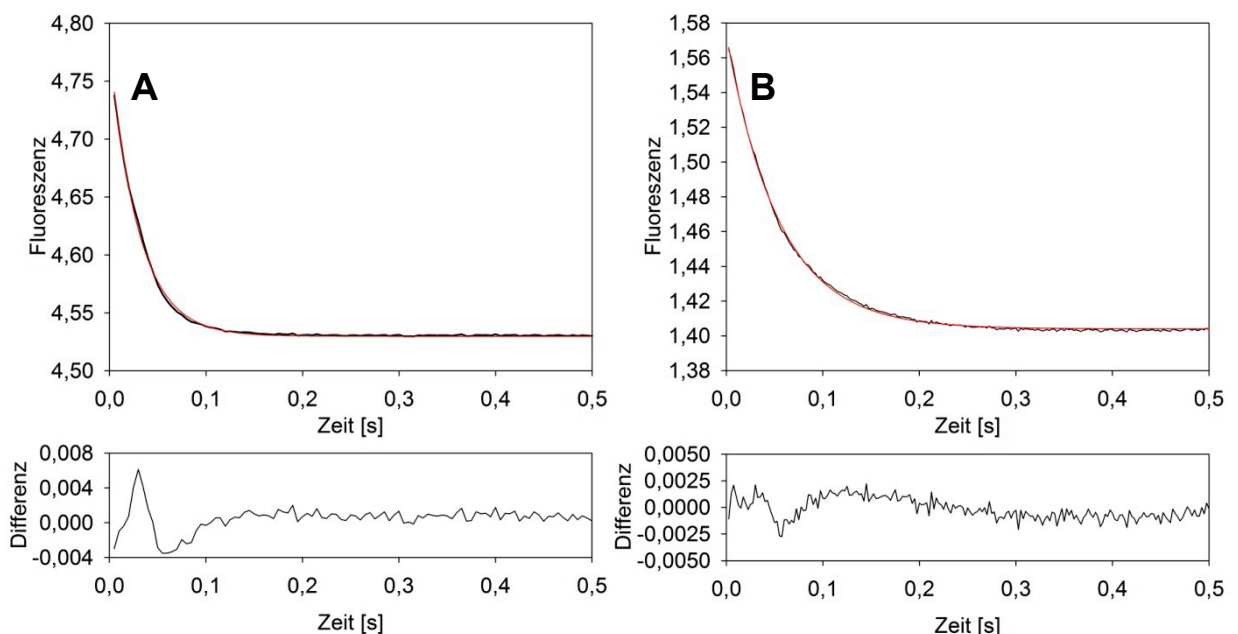 A
Fluoreszenz
4,80
4,75
4,70
4,65
4,60
4,55
4,50
0,0 0,1 0,2 0,3 0,4 0,5
Zeit [s]
Differenz
0,008
0,004
0,000
-0,004
0,0 0,1 0,2 0,3 0,4 0,5
Zeit [s]
B
Fluoreszenz
1,58
1,56
1,54
1,52
1,50
1,48
1,46
1,44
1,42
1,40
1,38
0,0 0,1 0,2 0,3 0,4 0,5
Zeit [s]
Differenz
0,0050
0,0025
0,0000
-0,0025
-0,0050
0,0 0,1 0,2 0,3 0,4 0,5
Zeit [s]